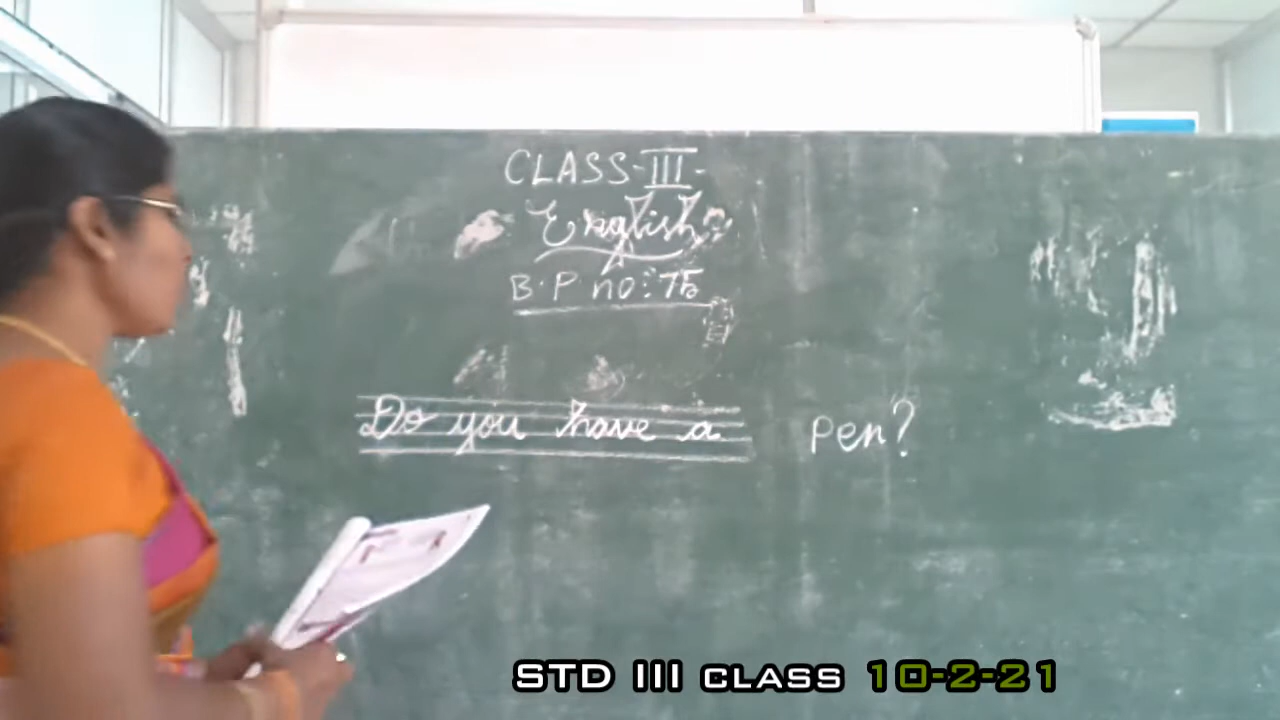 CLASS-III-
English
B.P no:75
Do you have a pen?
STD III CLASS 10-2-21